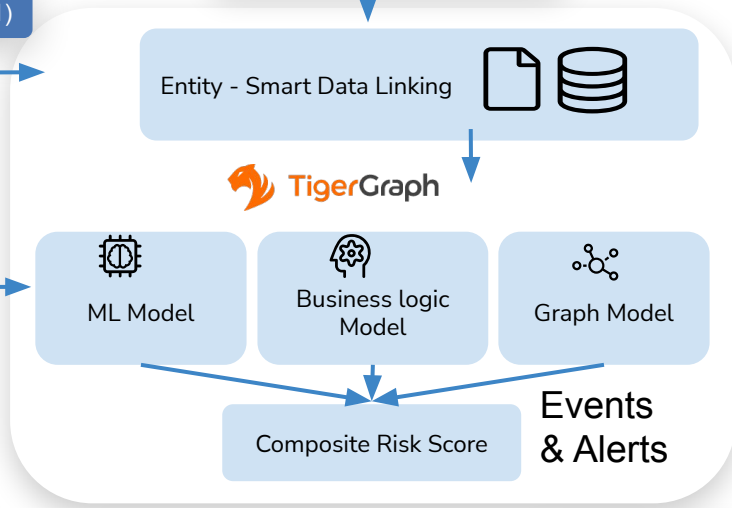 )
Entity - Smart Data Linking
TigerGraph
ML Model
Business logic
Model
Graph Model
Composite Risk Score
Events
& Alerts